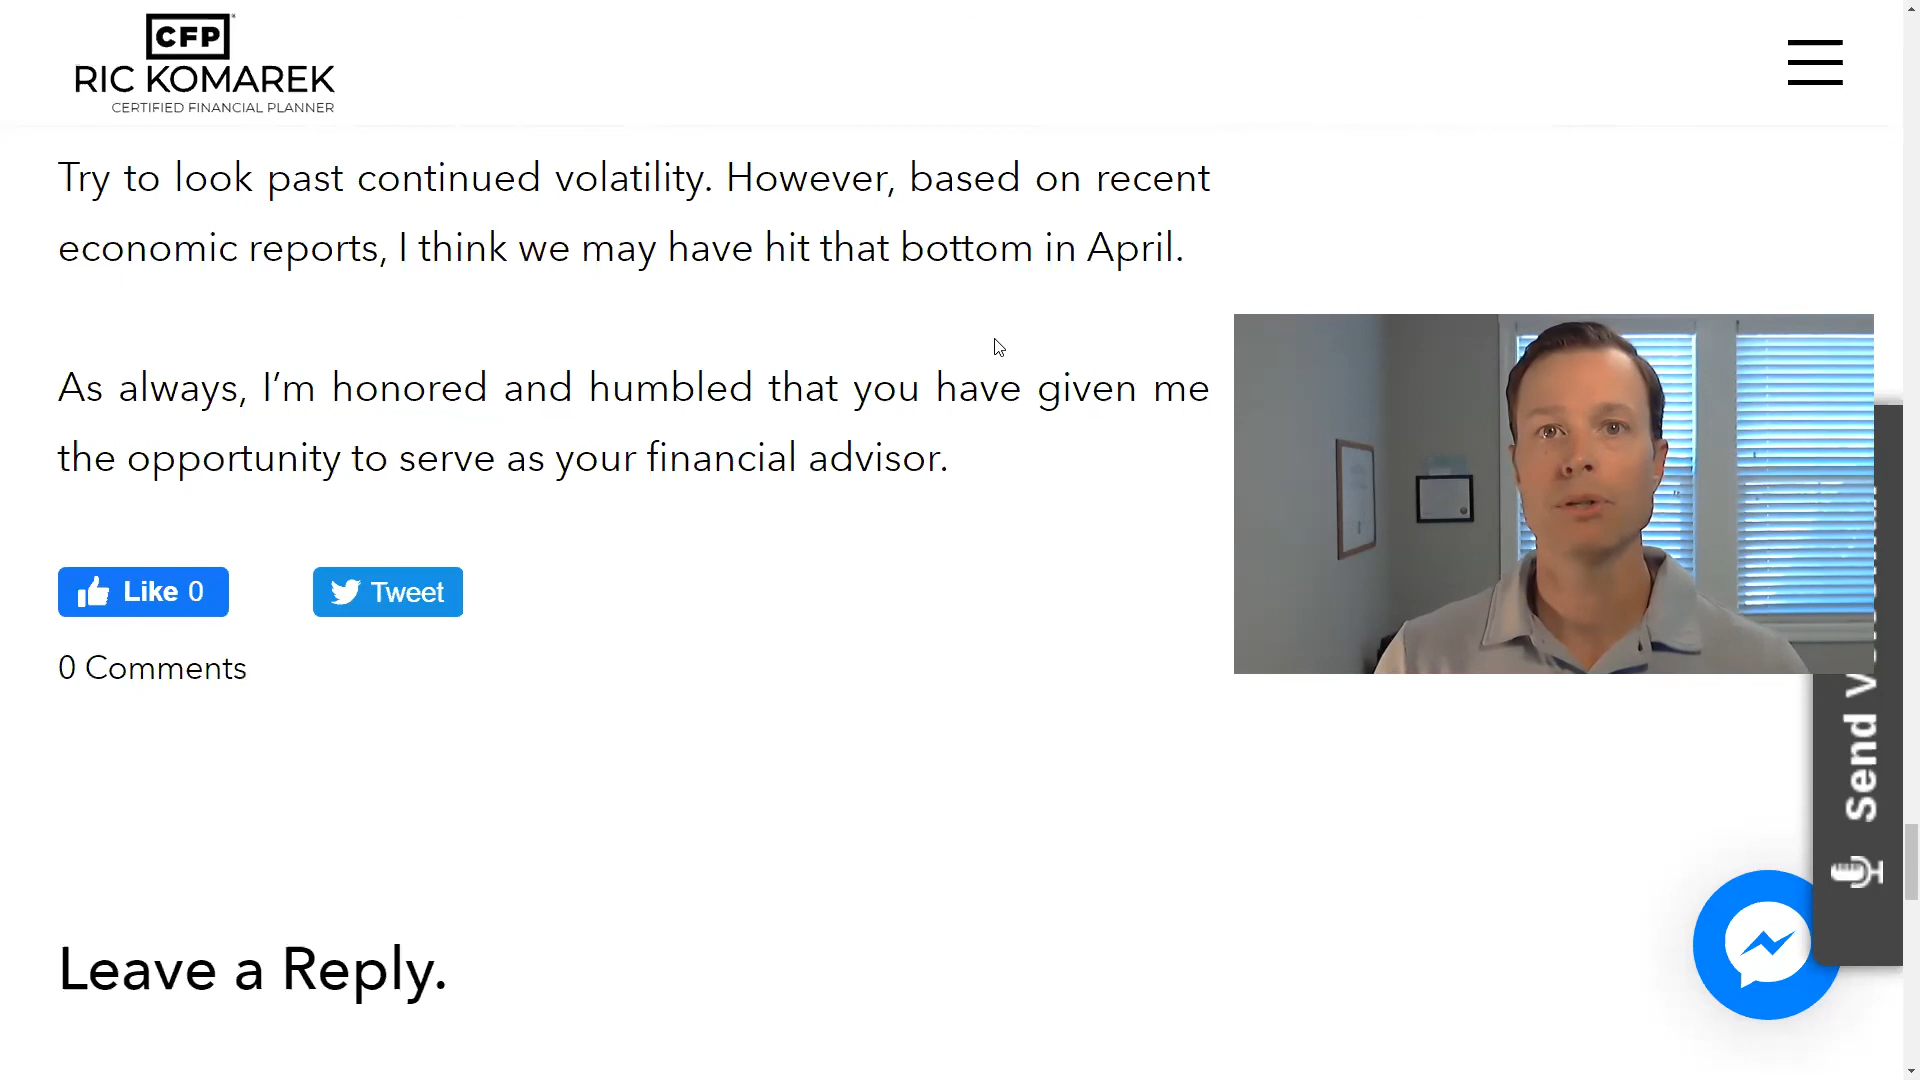 CFP
RIC KOMAREK
CERTIFIED FINANCIAL PLANNER
Try to look past continued volatility. However, based on recent
economic reports, I think we may have hit that bottom in April.
As always, I’m honored and humbled that you have given me
the opportunity to serve as your financial advisor.
Like 0
Tweet
0 Comments
Send
Leave a Reply.